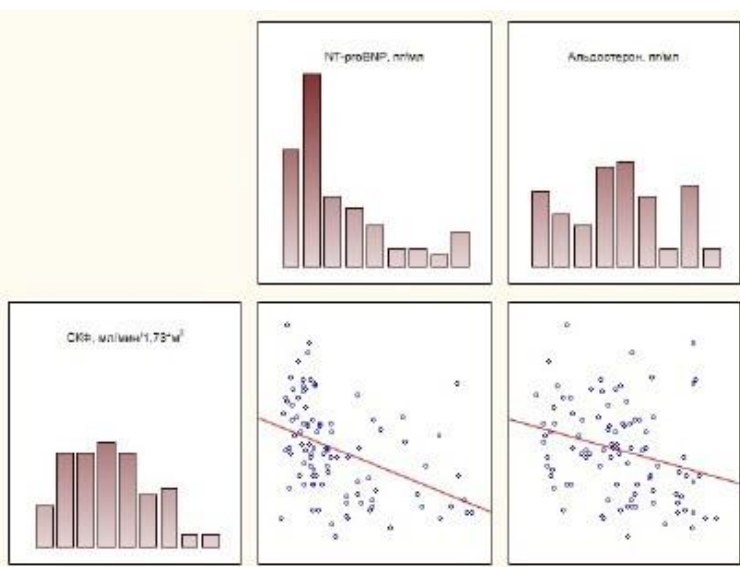 NT-proBNP, пг/мл
Альдостерон, пг/мл
СКФ, мл/мин/1,73*м²